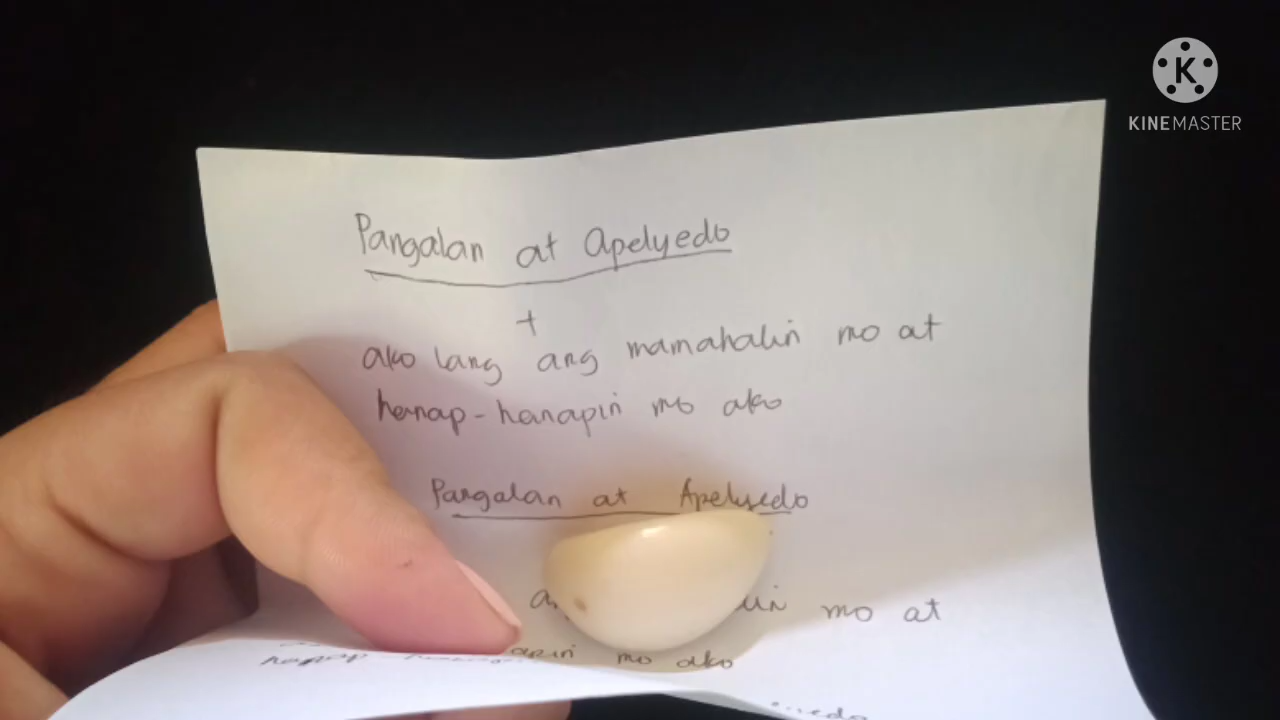 KINEMASTER
Pangalan at Apelyedo
+
ako lang ang mamahalin mo at
hanap-hanapin mo ako
Pangalan at Apelyedo
mo at
mo ako